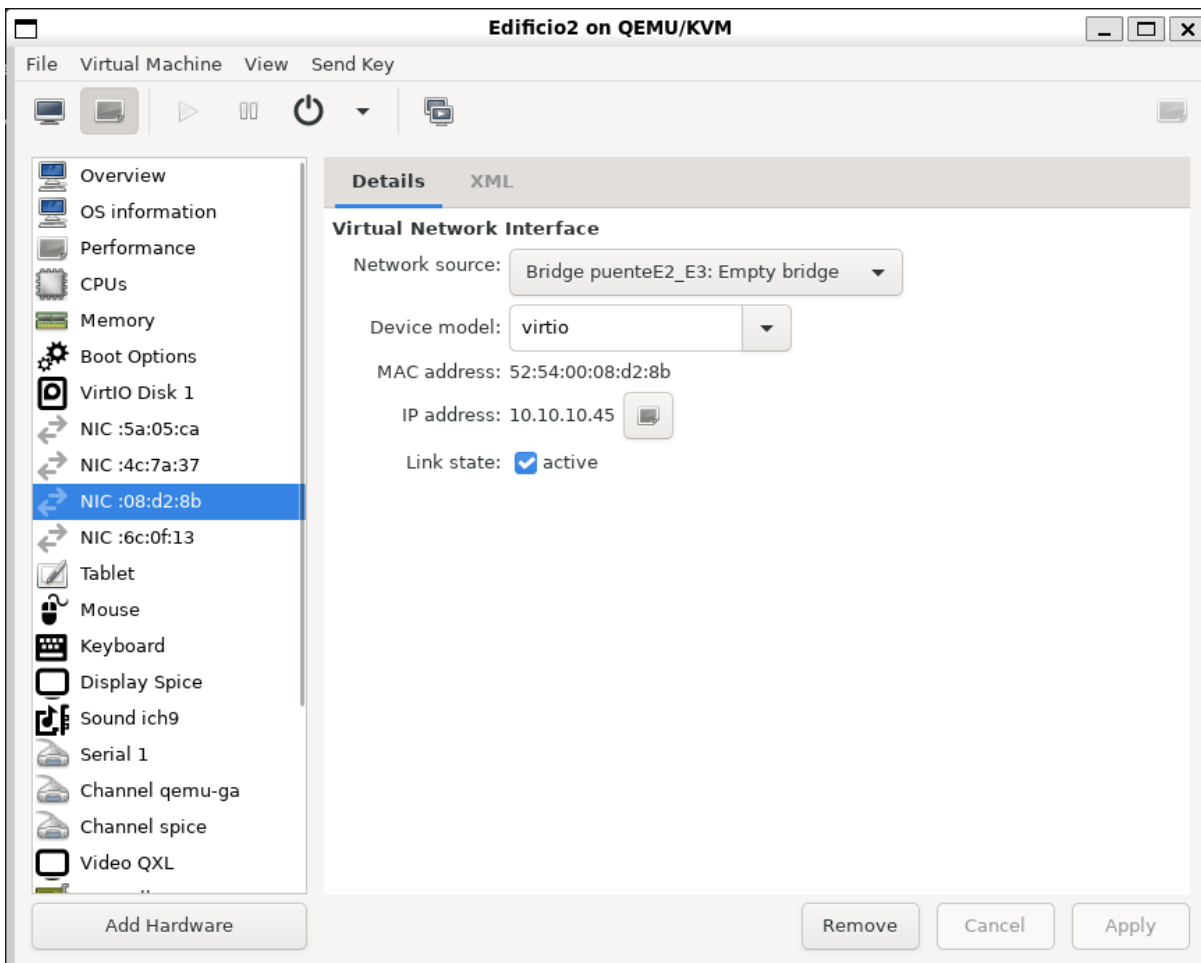 Edificio2 on QEMU/KVM
File Virtual Machine View Send Key
Overview
OS information
Performance
CPUs
Memory
Boot Options
VirtIO Disk 1
NIC :5a:05:ca
NIC :4c:7a:37
NIC :08:d2:8b
NIC :6c:0f:13
Tablet
Mouse
Keyboard
Display Spice
Sound ich9
Serial 1
Channel qemu-ga
Channel spice
Video QXL
Add Hardware
Details XML
Virtual Network Interface
Network source: Bridge puenteE2_E3: Empty bridge
Device model: virtio
MAC address: 52:54:00:08:d2:8b
IP address: 10.10.10.45
Link state: active
Remove Cancel Apply